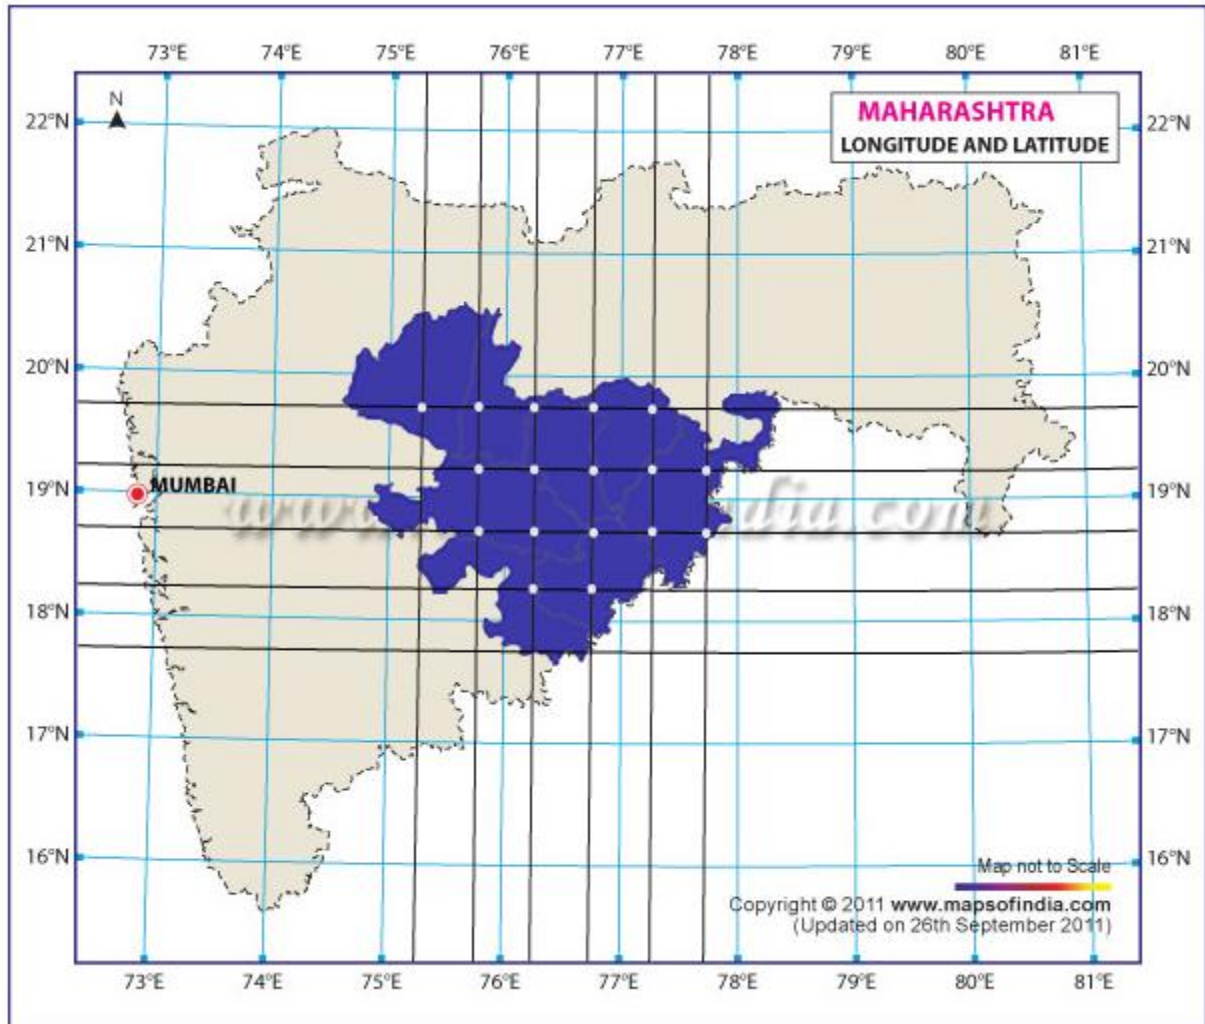 73°E 74°E 75°E 76°E 77°E 78°E 79°E 80°E 81°E
N
MAHARASHTRA
LONGITUDE AND LATITUDE
22°N 22°N
21°N 21°N
20°N 20°N
MUMBAI
19°N 19°N
18°N 18°N
17°N 17°N
16°N 16°N
Map not to Scale
Copyright © 2011 www.mapsofindia.com
(Updated on 26th September 2011)
73°E 74°E 75°E 76°E 77°E 78°E 79°E 80°E 81°E